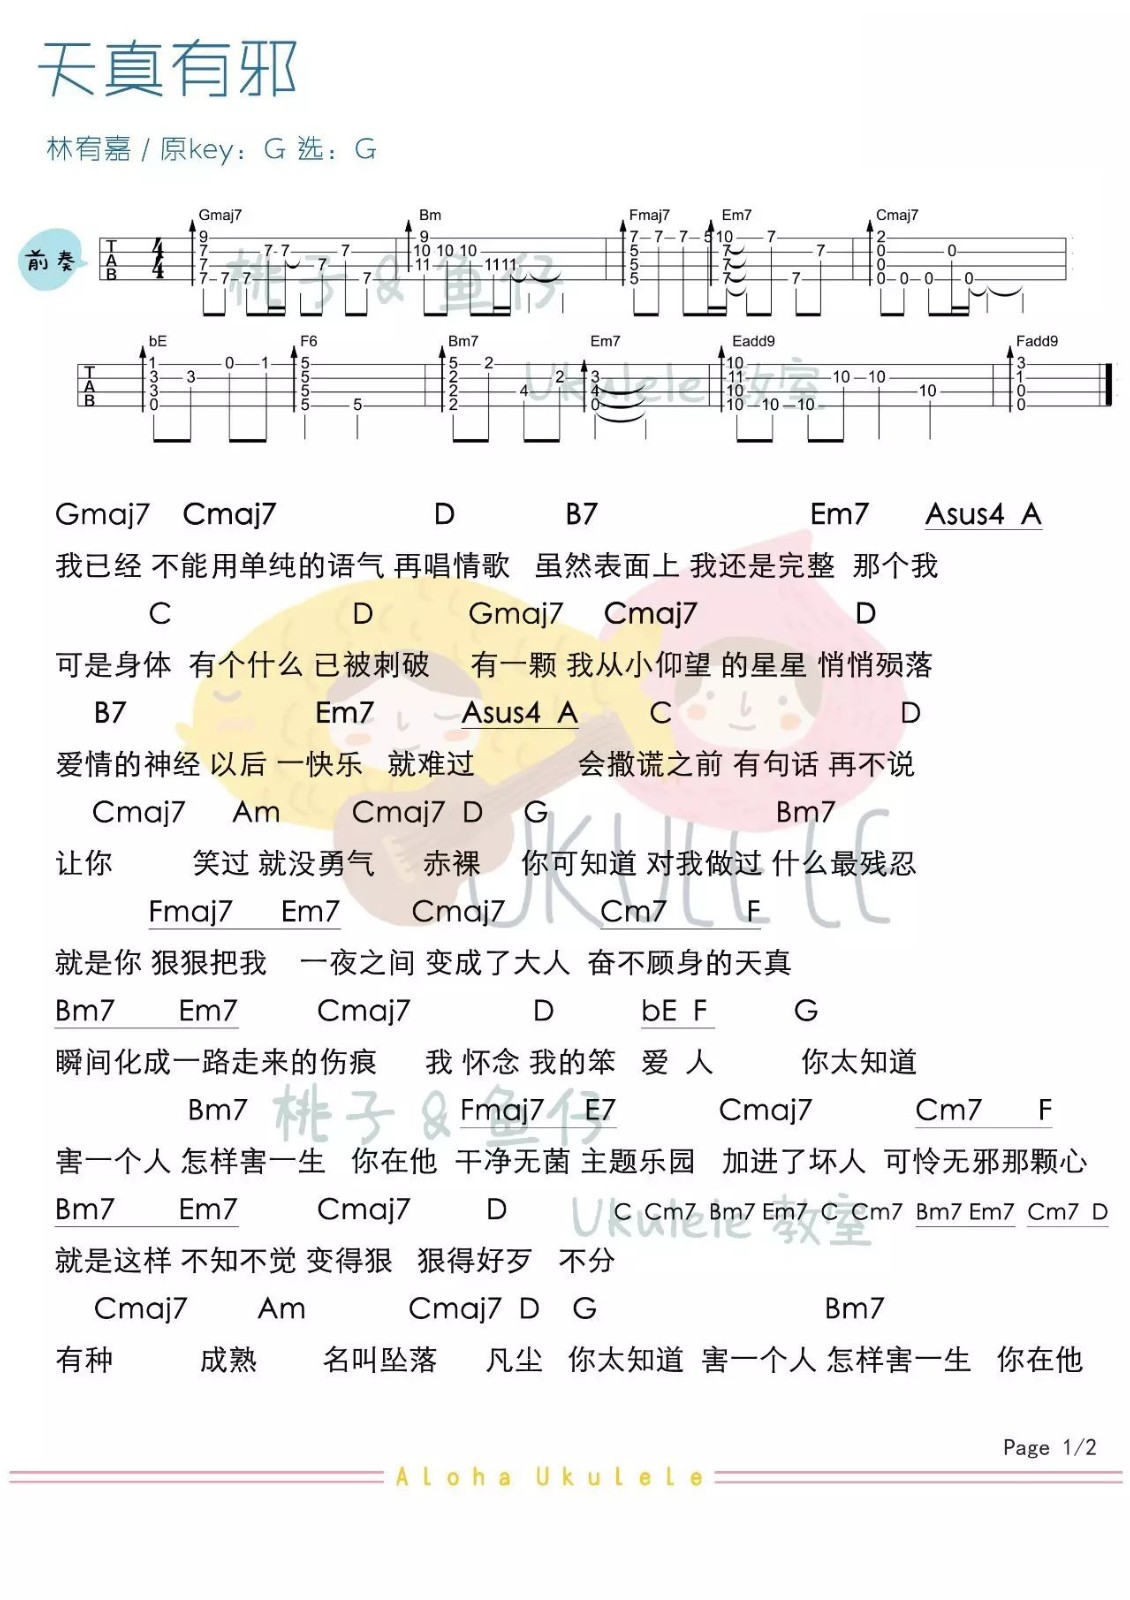 天真有邪
林宥嘉 / 原key：G 选：G
Gmaj7 Bm Fmaj7 Em7 Cmaj7
前奏
bE F6 Bm7 Em7 Eadd9 Fadd9
Gmaj7 Cmaj7 D B7 Em7 Asus4 A
我已经 不能用单纯的语气 再唱情歌 虽然表面上 我还是完整 那个我
C D Gmaj7 Cmaj7 D
可是身体 有个什么 已被刺破 有一颗 我从小仰望 的星星 悄悄殒落
B7 Em7 Asus4 A C D
爱情的神经 以后 一快乐 就难过 会撒谎之前 有句话 再不说
Cmaj7 Am Cmaj7 D G Bm7
让你 笑过 就没勇气 赤裸 你可知道 对我做过 什么最残忍
Fmaj7 Em7 Cmaj7 Cm7 F
就是你 狠狠把我 一夜之间 变成了大人 奋不顾身的天真
Bm7 Em7 Cmaj7 D bE F G
瞬间化成一路走来的伤痕 我 怀念 我的笨 爱 人 你太知道
Bm7 Fmaj7 E7 Cmaj7 Cm7 F
害一个人 怎样害一生 你在他 干净无菌 主题乐园 加进了坏人 可怜无邪那颗心
Bm7 Em7 Cmaj7 D C Cm7 Bm7 Em7 C Cm7 Bm7 Em7 Cm7 D
就是这样 不知不觉 变得狠 狠得好歹 不分
Cmaj7 Am Cmaj7 D G Bm7
有种 成熟 名叫坠落 凡尘 你太知道 害一个人 怎样害一生 你在他
桃子 & 鱼仔
Ukulele 教室
UKULELE
桃子 & 鱼仔
Ukulele 教室
Page 1/2
Aloha Ukulele